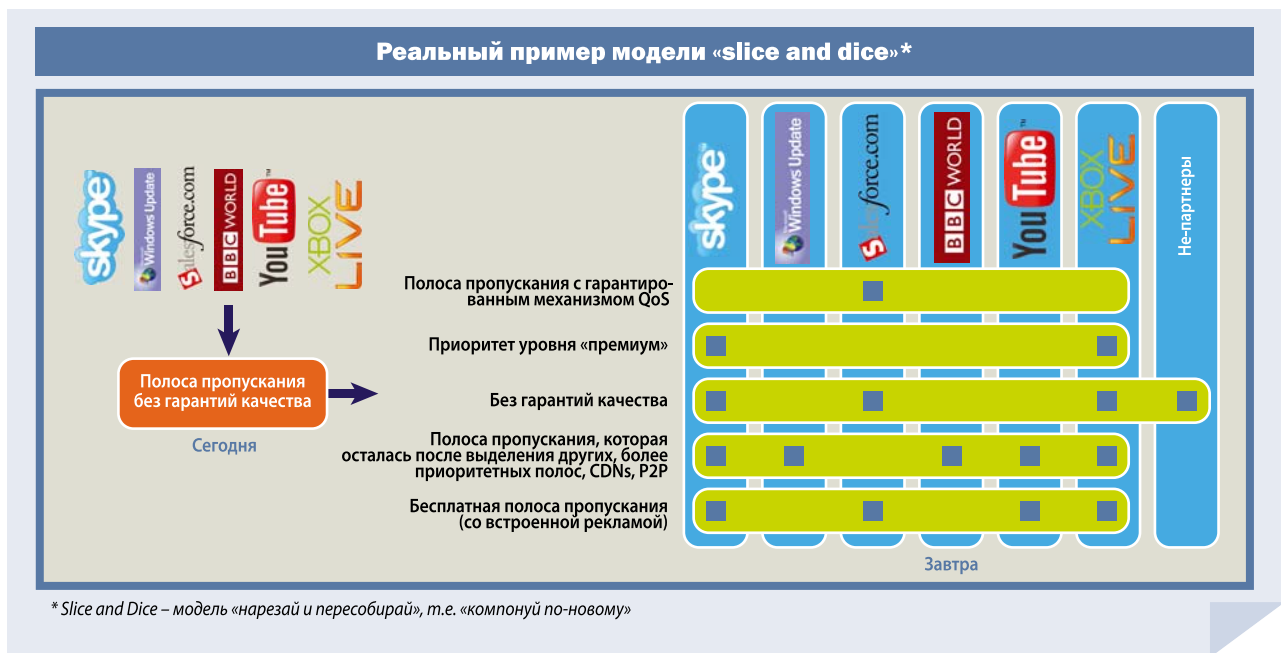 Реальный пример модели «slice and dice»*
skype
Windows Update
salesforce.com
BBC WORLD
YouTube™
XBOX
LIVE
Полоса пропускания
без гарантий качества
Сегодня
skype
Windows Update
salesforce.com
BBC WORLD
YouTube™
XBOX
LIVE
Не-партнеры
Полоса пропускания с гарантиро-
ванным механизмом QoS
Приоритет уровня «премиум»
Без гарантий качества
Полоса пропускания, которая
осталась после выделения других, более
приоритетных полос, CDNs, P2P
Бесплатная полоса пропускания
(со встроенной рекламой)
Завтра
* Slice and Dice – модель «нарезай и пересобирай», т.е. «компонуй по-новому»